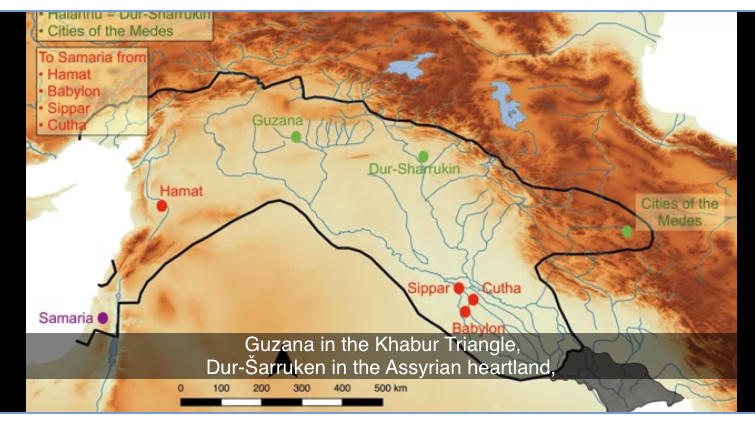 • Halahhu = Dur-Sharrukin
• Cities of the Medes
To Samaria from
• Hamat
• Babylon
• Sippar
• Cutha
Guzana
Dur-Sharrukin
Hamat
Cities of the
Medes
Sippar
Cutha
Samaria
Babylon
Guzana in the Khabur Triangle,
Dur-Šarruken in the Assyrian heartland,
0 100 200 300 400 500 km